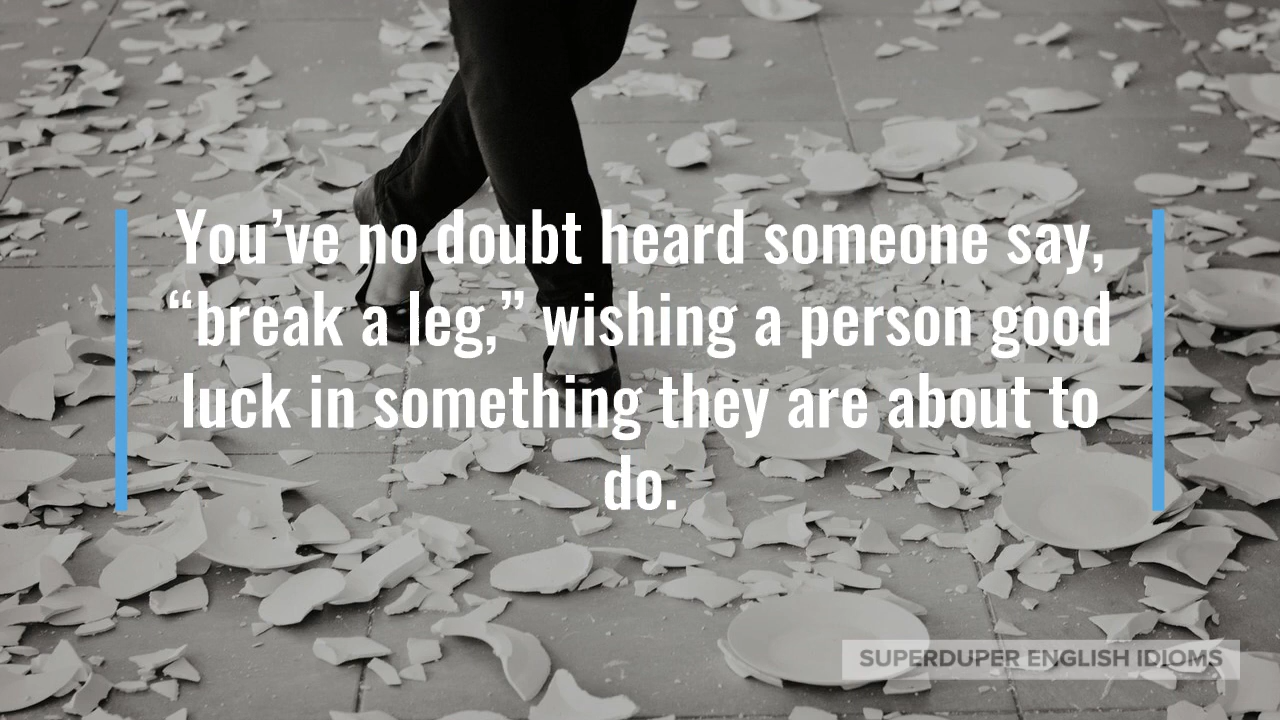 You’ve no doubt heard someone say,
“break a leg,” wishing a person good
luck in something they are about to
do.
SUPERDUPER ENGLISH IDIOMS